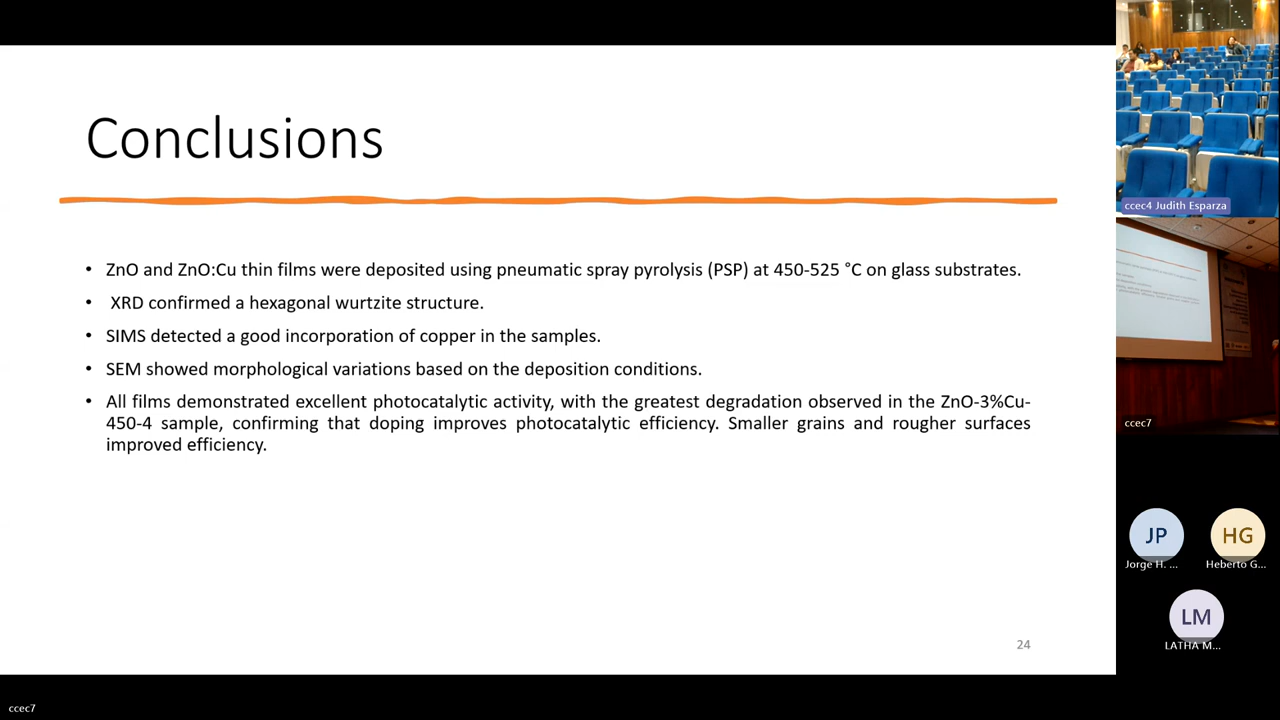 Conclusions
• ZnO and ZnO:Cu thin films were deposited using pneumatic spray pyrolysis (PSP) at 450-525 °C on glass substrates.
• XRD confirmed a hexagonal wurtzite structure.
• SIMS detected a good incorporation of copper in the samples.
• SEM showed morphological variations based on the deposition conditions.
• All films demonstrated excellent photocatalytic activity, with the greatest degradation observed in the ZnO-3%Cu-
450-4 sample, confirming that doping improves photocatalytic efficiency. Smaller grains and rougher surfaces
improved efficiency.
24
ccec7
ccec4 Judith Esparza
ccec7
JP
Jorge H. ...
HG
Heberto G...
LM
LATHA M...